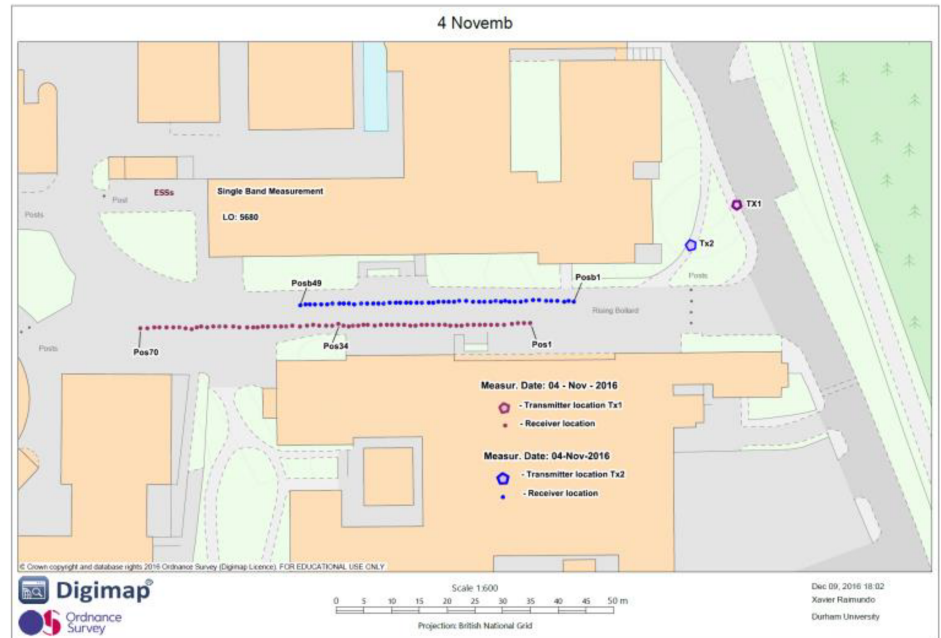 4 Novemb
ESSs
Single Band Measurement
LO: 5680
Post
Posts
TX1
Tx2
Posts
Posb49
Posb1
Rising Bollard
Pos70
Pos34
Pos1
Posts
Measur. Date: 04 - Nov - 2016
- Transmitter location Tx1
- Receiver location
Measur. Date: 04-Nov-2016
- Transmitter location Tx2
- Receiver location
© Crown copyright and database rights 2016 Ordnance Survey (Digimap Licence). FOR EDUCATIONAL USE ONLY
Digimap®
Ordnance
Survey
Scale 1:600
0 5 10 15 20 25 30 35 40 45 50 m
Projection: British National Grid
Dec 09, 2016 18:02
Xavier Raimundo
Durham University